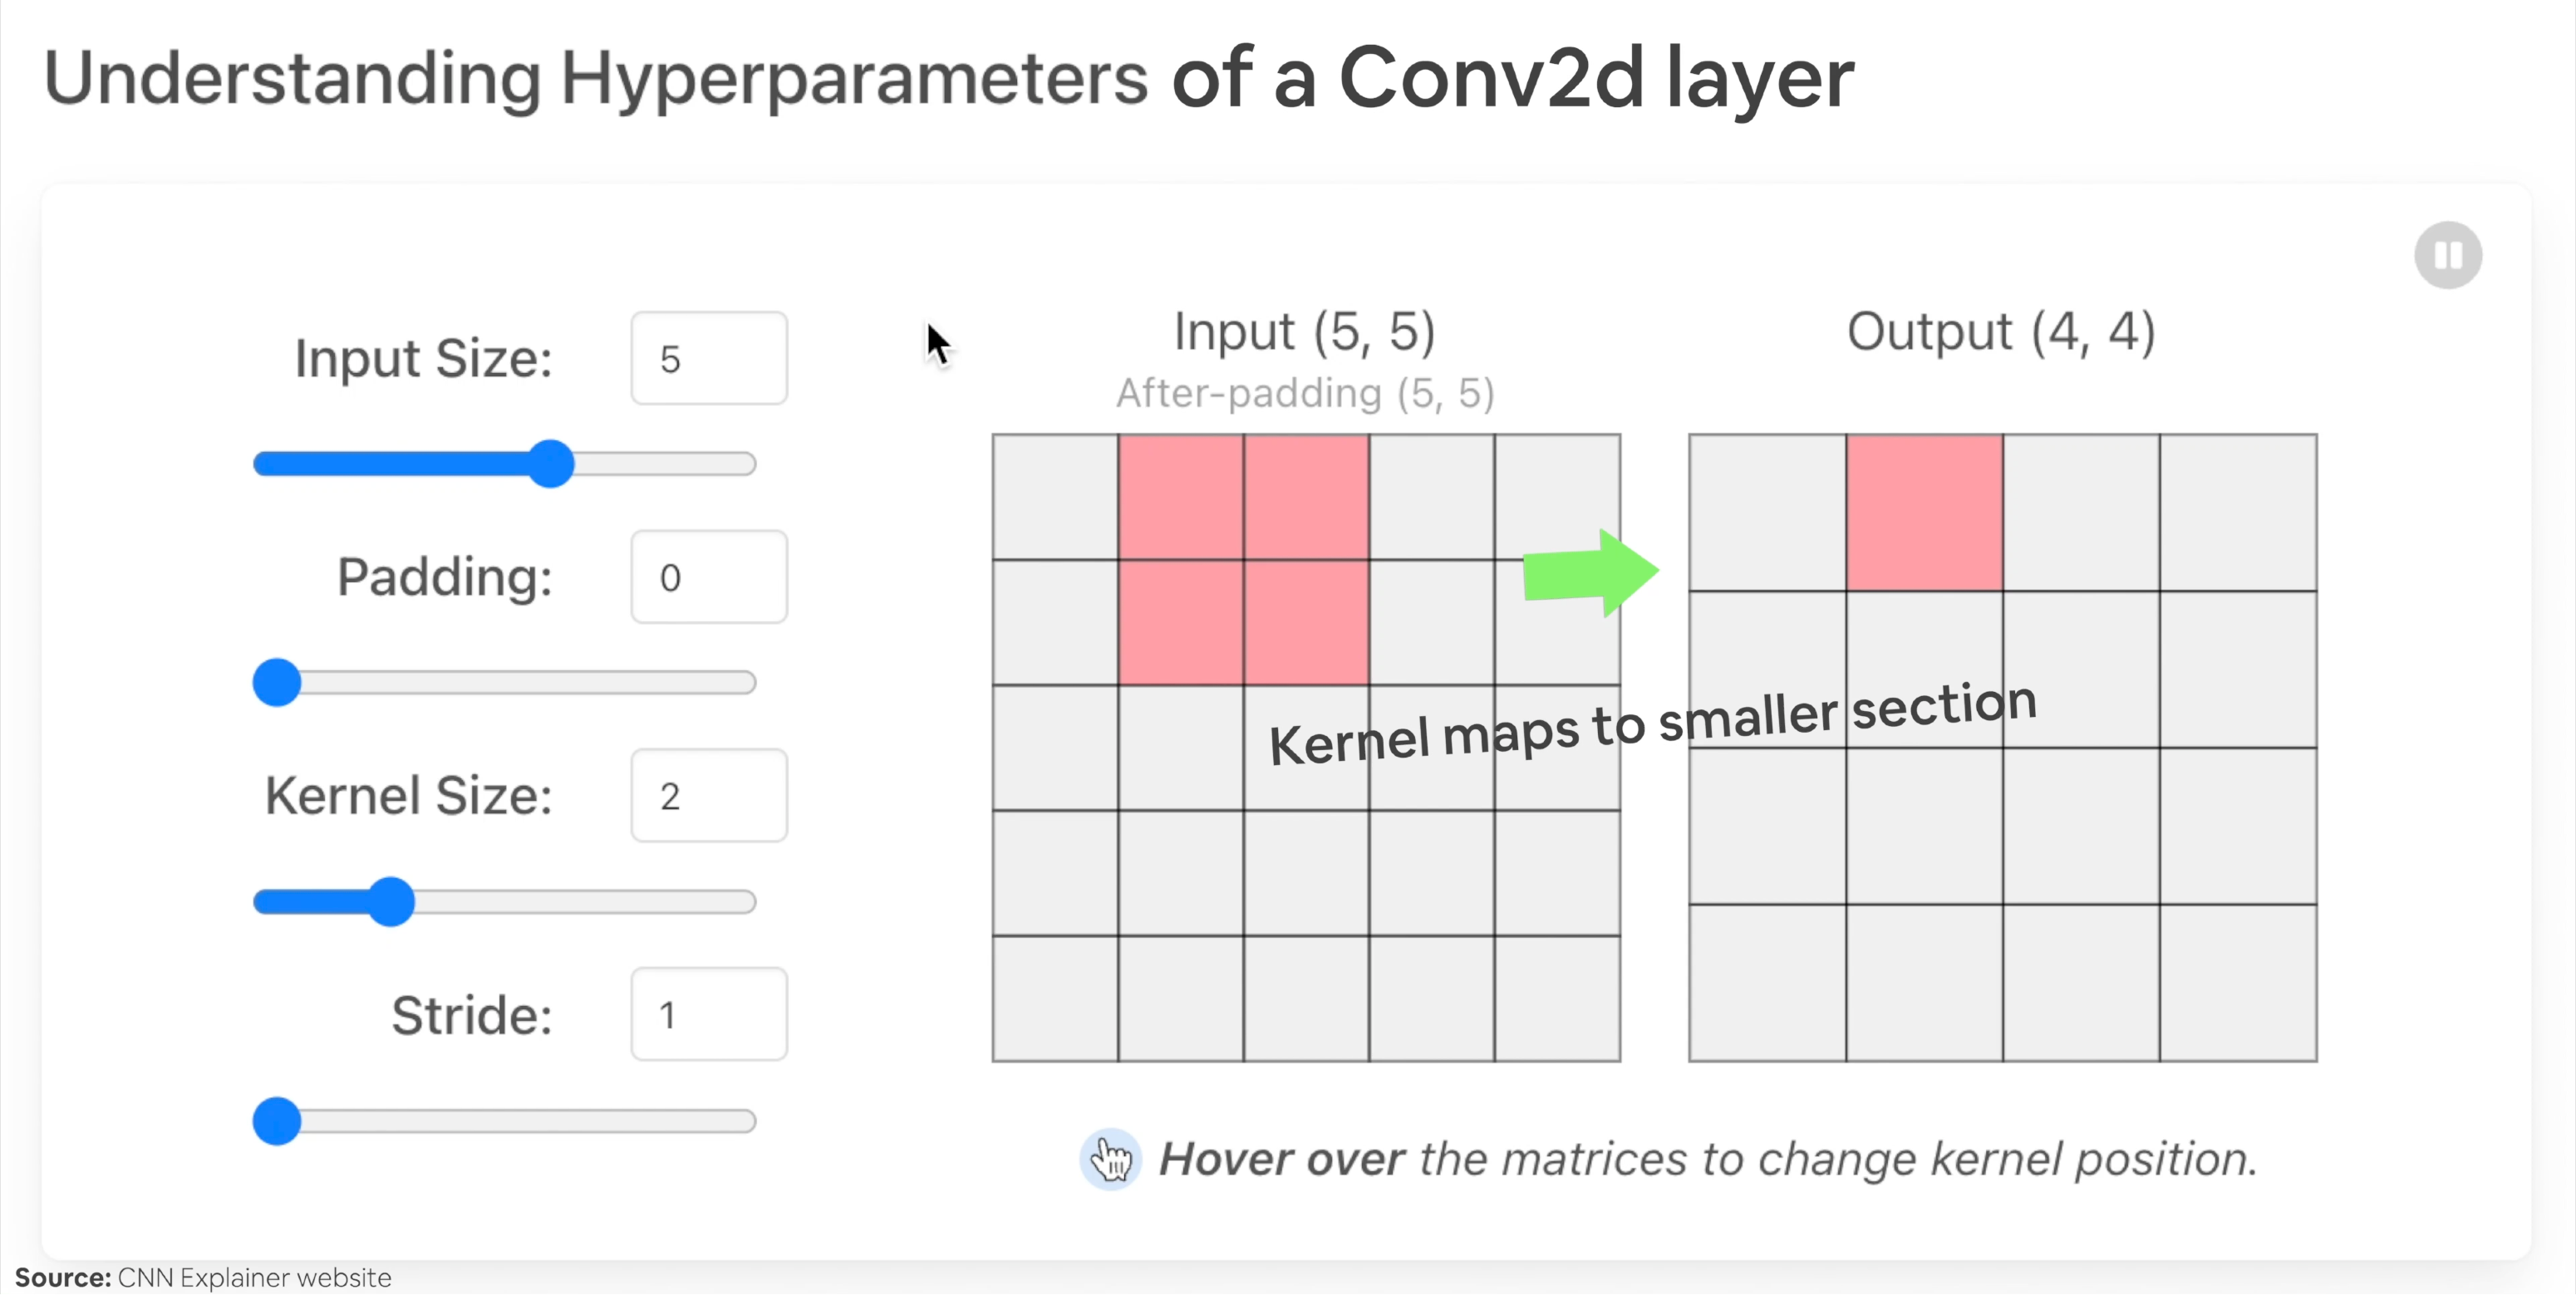 Understanding Hyperparameters of a Conv2d layer
Input Size: 5
Padding: 0
Kernel Size: 2
Stride: 1
Input (5, 5)
After-padding (5, 5)
Output (4, 4)
Kernel maps to smaller section
Hover over the matrices to change kernel position.
Source: CNN Explainer website